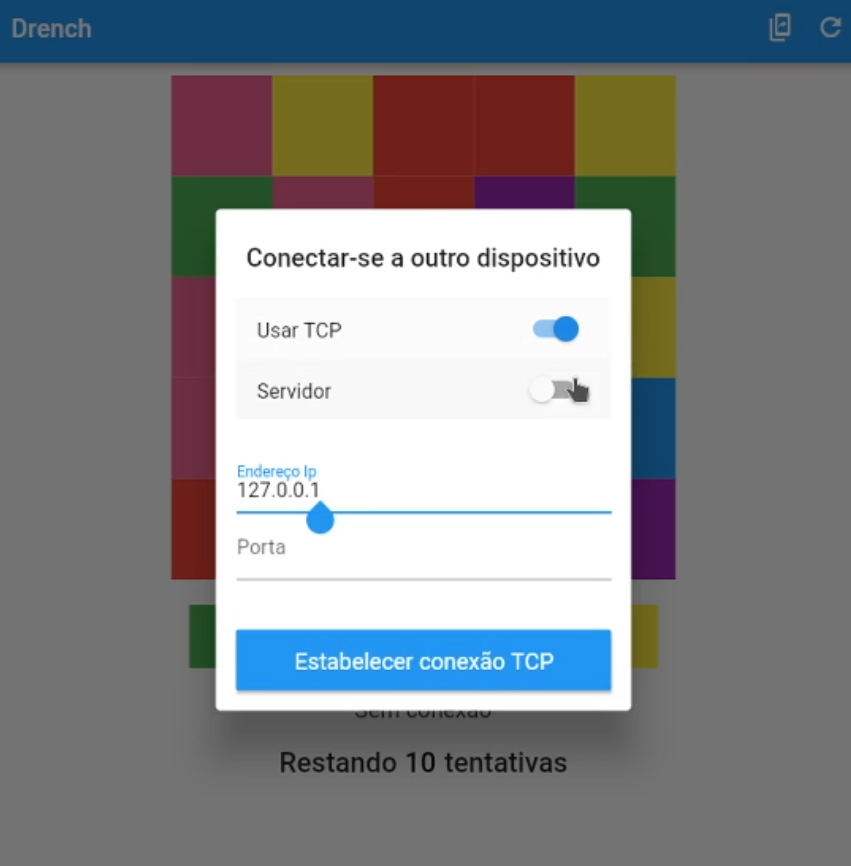 Drench
Conectar-se a outro dispositivo
Usar TCP
Servidor
Endereço Ip
127.0.0.1
Porta
Estabelecer conexão TCP
Sem conexão
Restando 10 tentativas